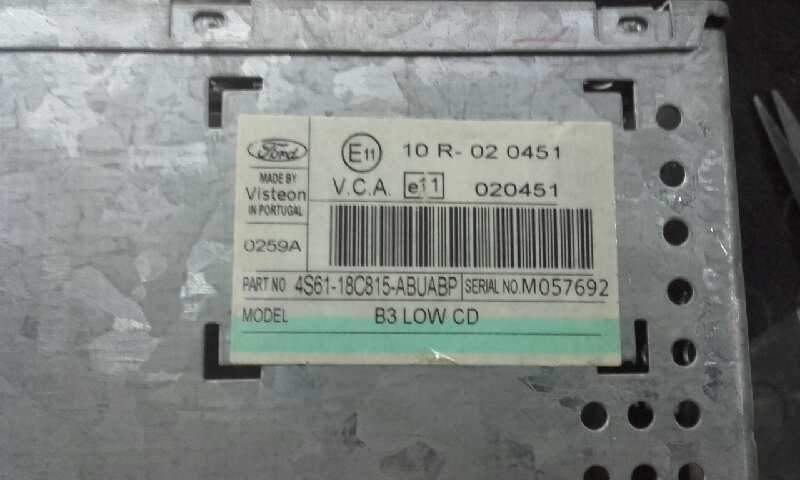 Ford
MADE BY
Visteon
IN PORTUGAL
0259A
E11 10 R- 02 0451
V.C.A. e11 020451
PART NO 4S61-18C815-ABUABP SERIAL NO. M057692
MODEL B3 LOW CD